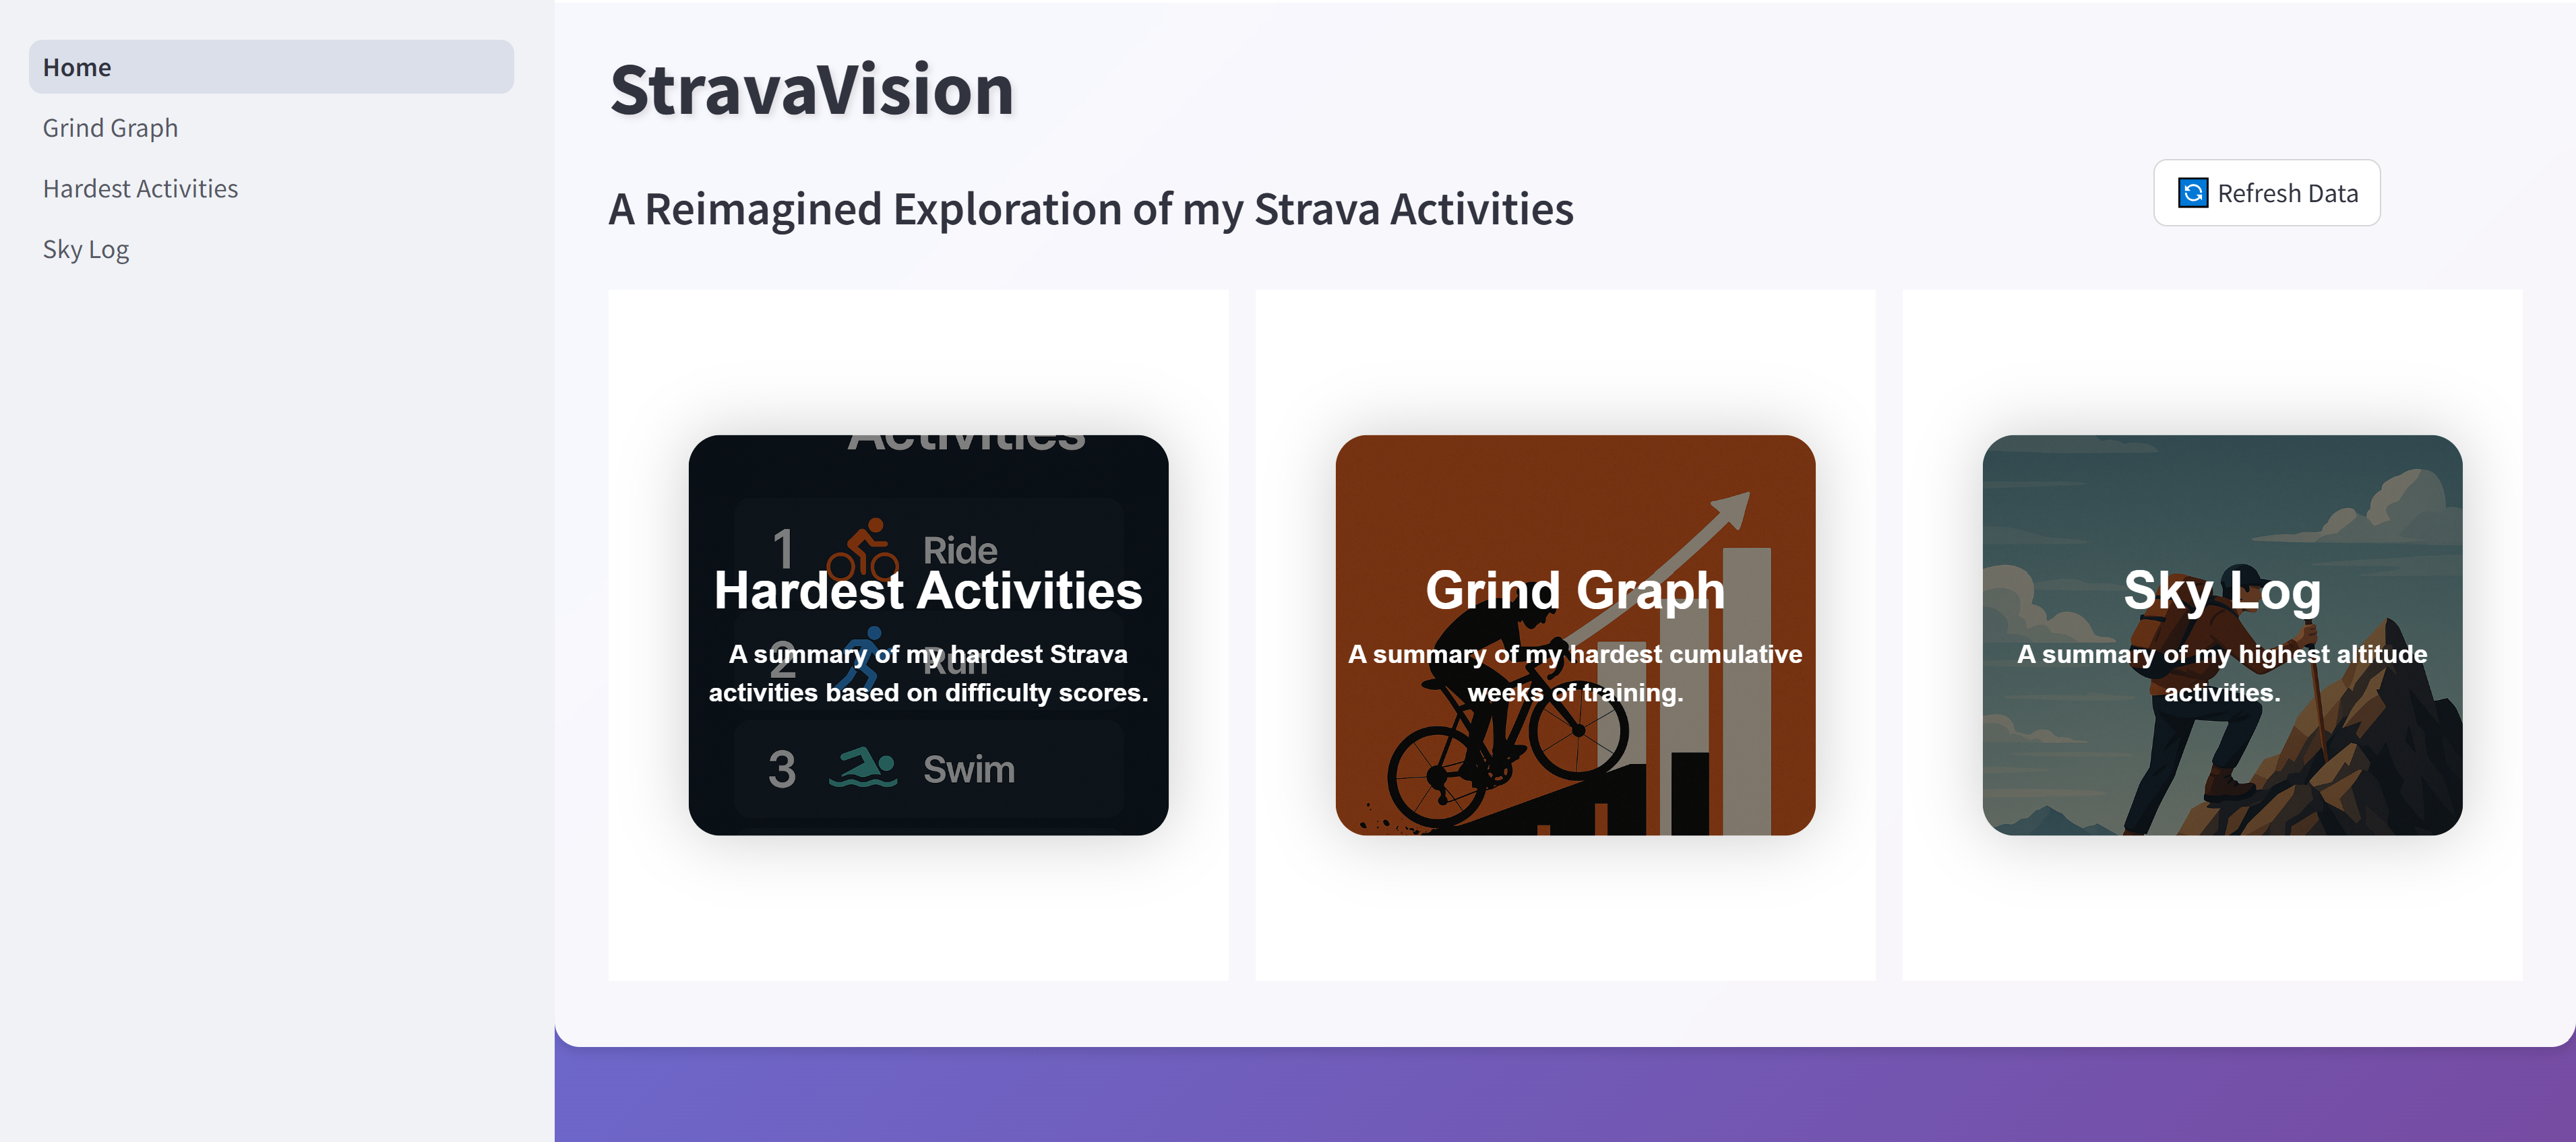 Home
Grind Graph
Hardest Activities
Sky Log
StravaVision
A Reimagined Exploration of my Strava Activities
Refresh Data
Activities
1 Ride
Hardest Activities
2 Run
A summary of my hardest Strava
activities based on difficulty scores.
3 Swim
Grind Graph
A summary of my hardest cumulative
weeks of training.
Sky Log
A summary of my highest altitude
activities.